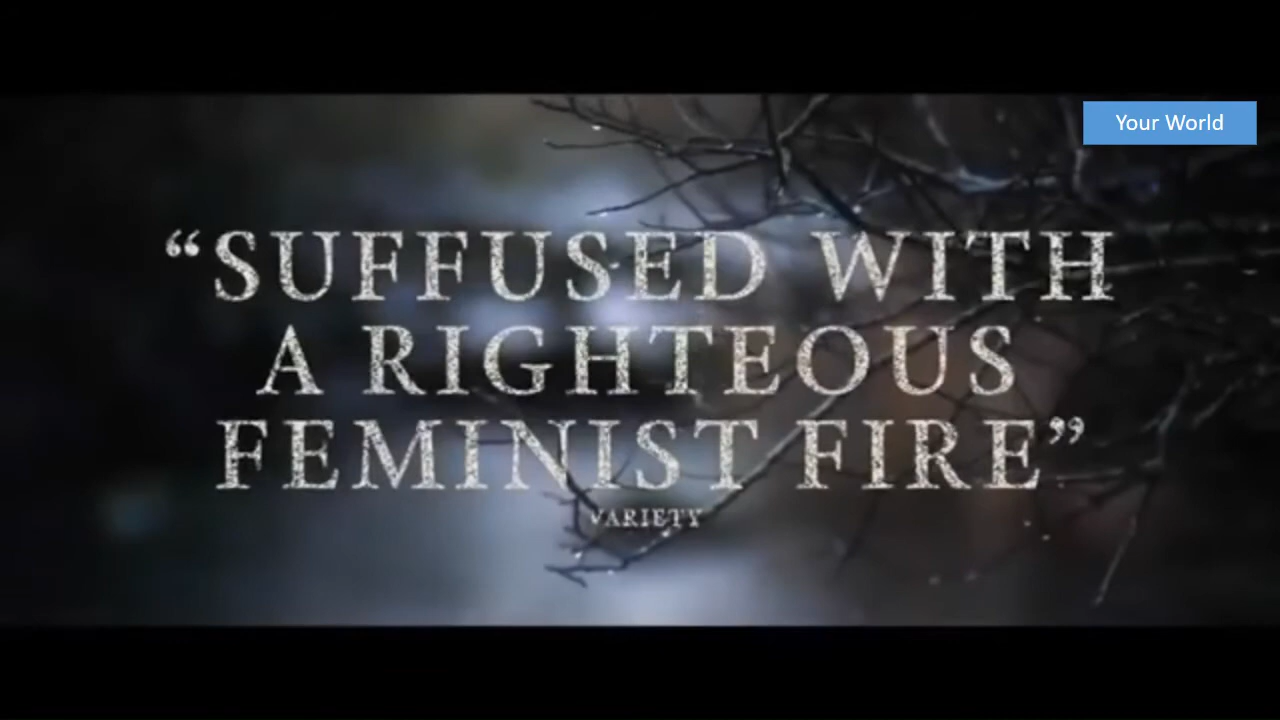 Your World
“SUFFUSED WITH
A RIGHTEOUS
FEMINIST FIRE”
VARIETY